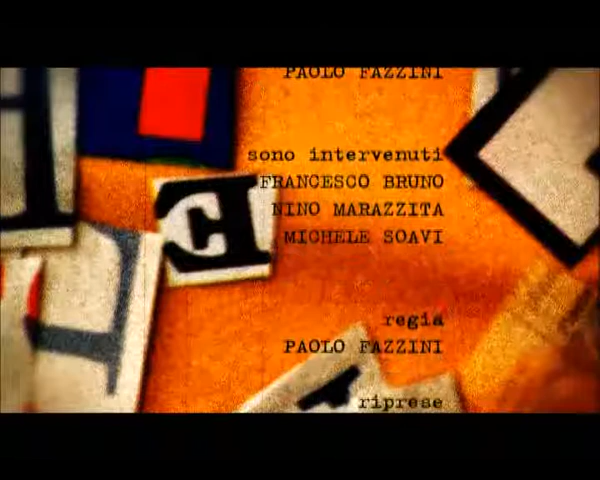 PAOLO FAZZINI
sono intervenuti
FRANCESCO BRUNO
NINO MARAZZITA
MICHELE SOAVI
regia
PAOLO FAZZINI
riprese